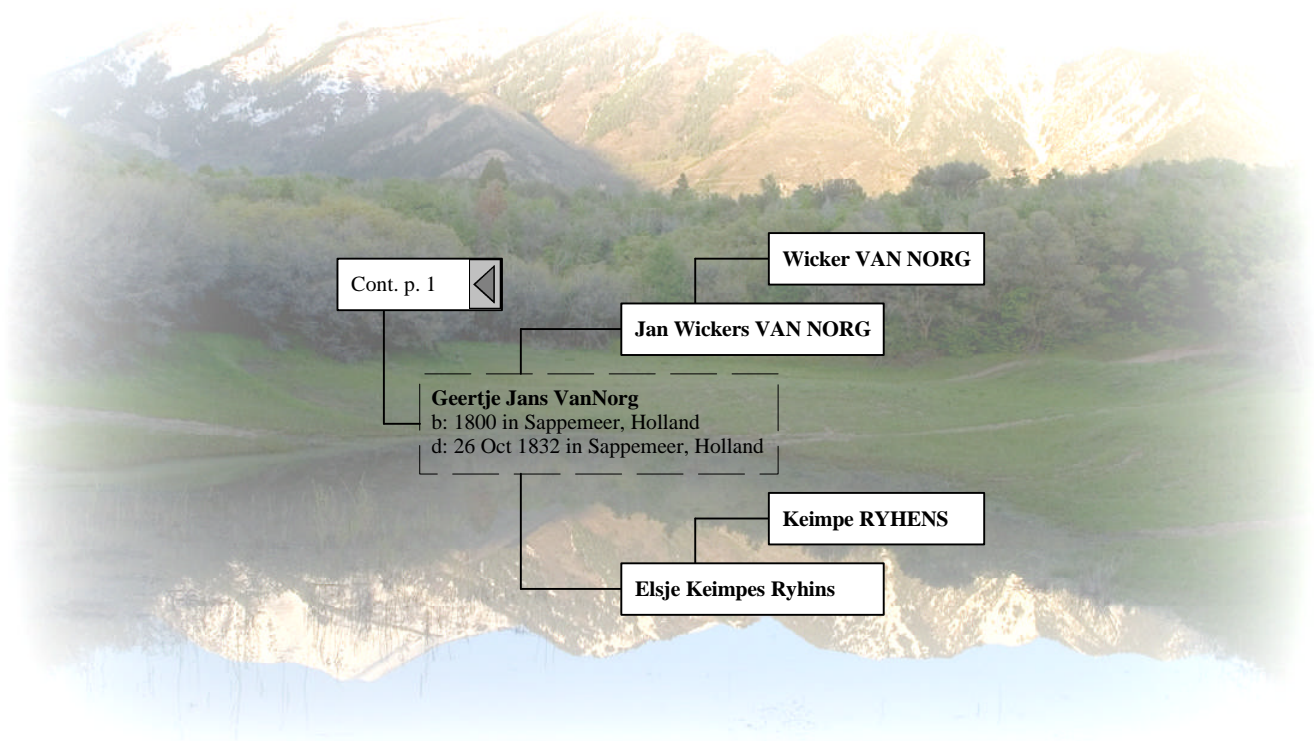 Wicker VAN NORG
Cont. p. 1
Jan Wickers VAN NORG
Geertje Jans VanNorg
b: 1800 in Sappemeer, Holland
d: 26 Oct 1832 in Sappemeer, Holland
Keimpe RYHENS
Elsje Keimpes Ryhins